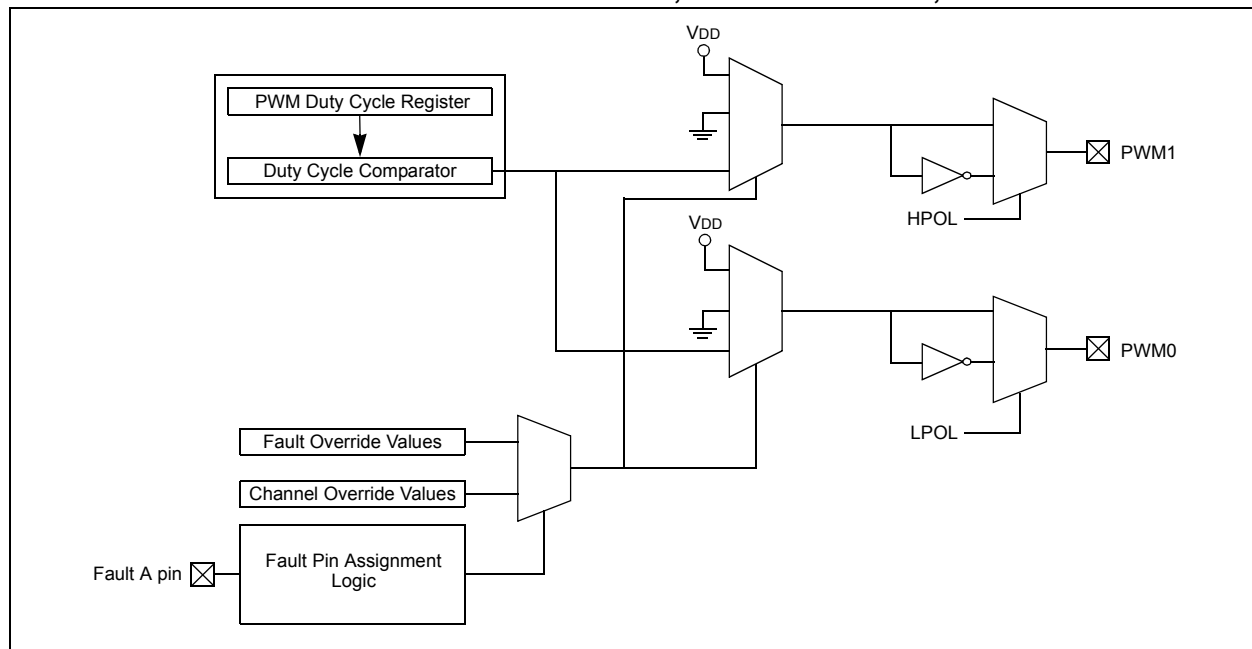 VDD
PWM Duty Cycle Register
Duty Cycle Comparator
PWM1
HPOL
VDD
PWM0
LPOL
Fault Override Values
Channel Override Values
Fault Pin Assignment
Logic
Fault A pin